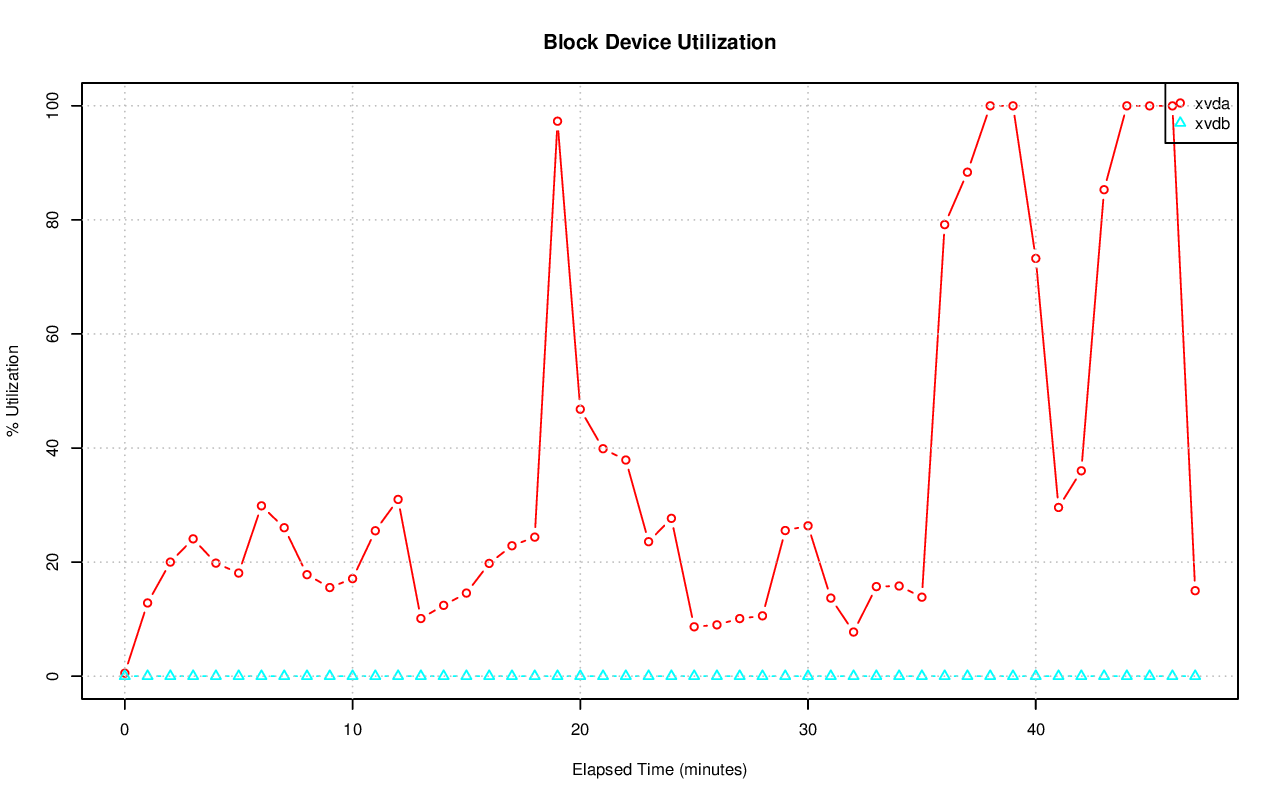 Block Device Utilization
xvda
xvdb
% Utilization
0
20
40
60
80
100
0 10 20 30 40
Elapsed Time (minutes)